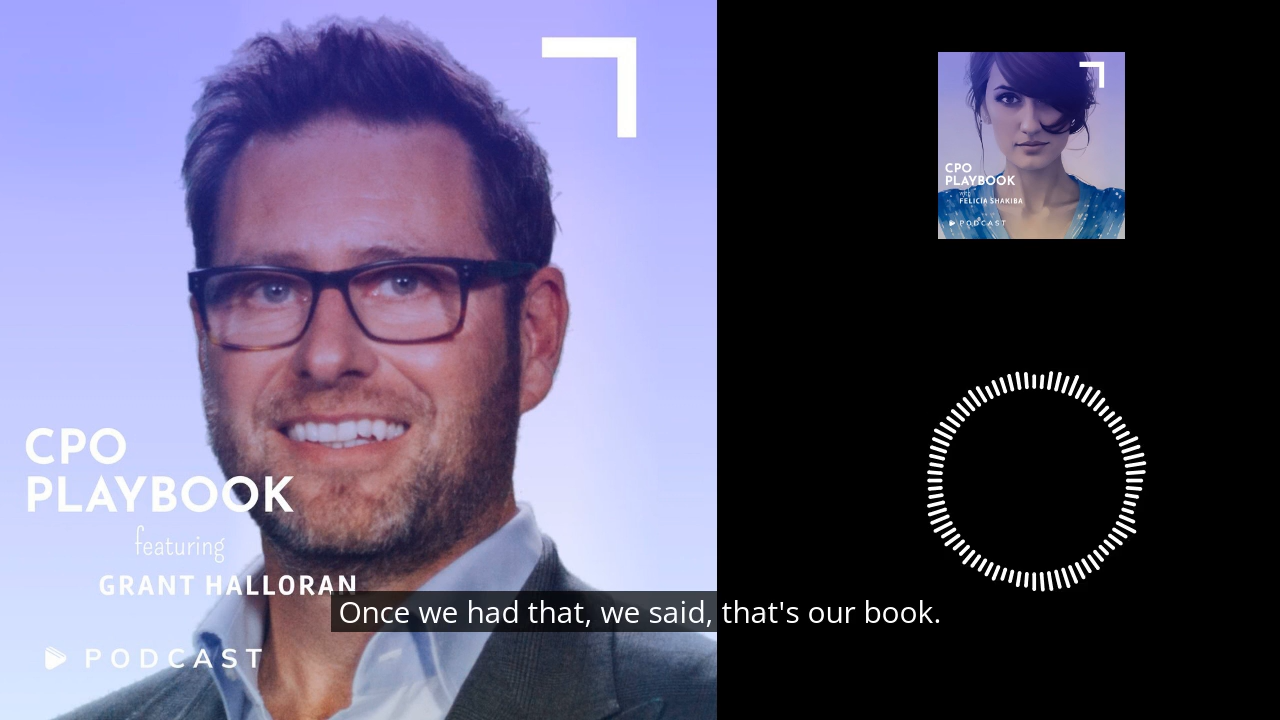 CPO
PLAYBOOK
featuring
GRANT HALLORAN
PODCAST
CPO
PLAYBOOK
with
FELICIA SHAKIBA
PODCAST
Once we had that, we said, that's our book.